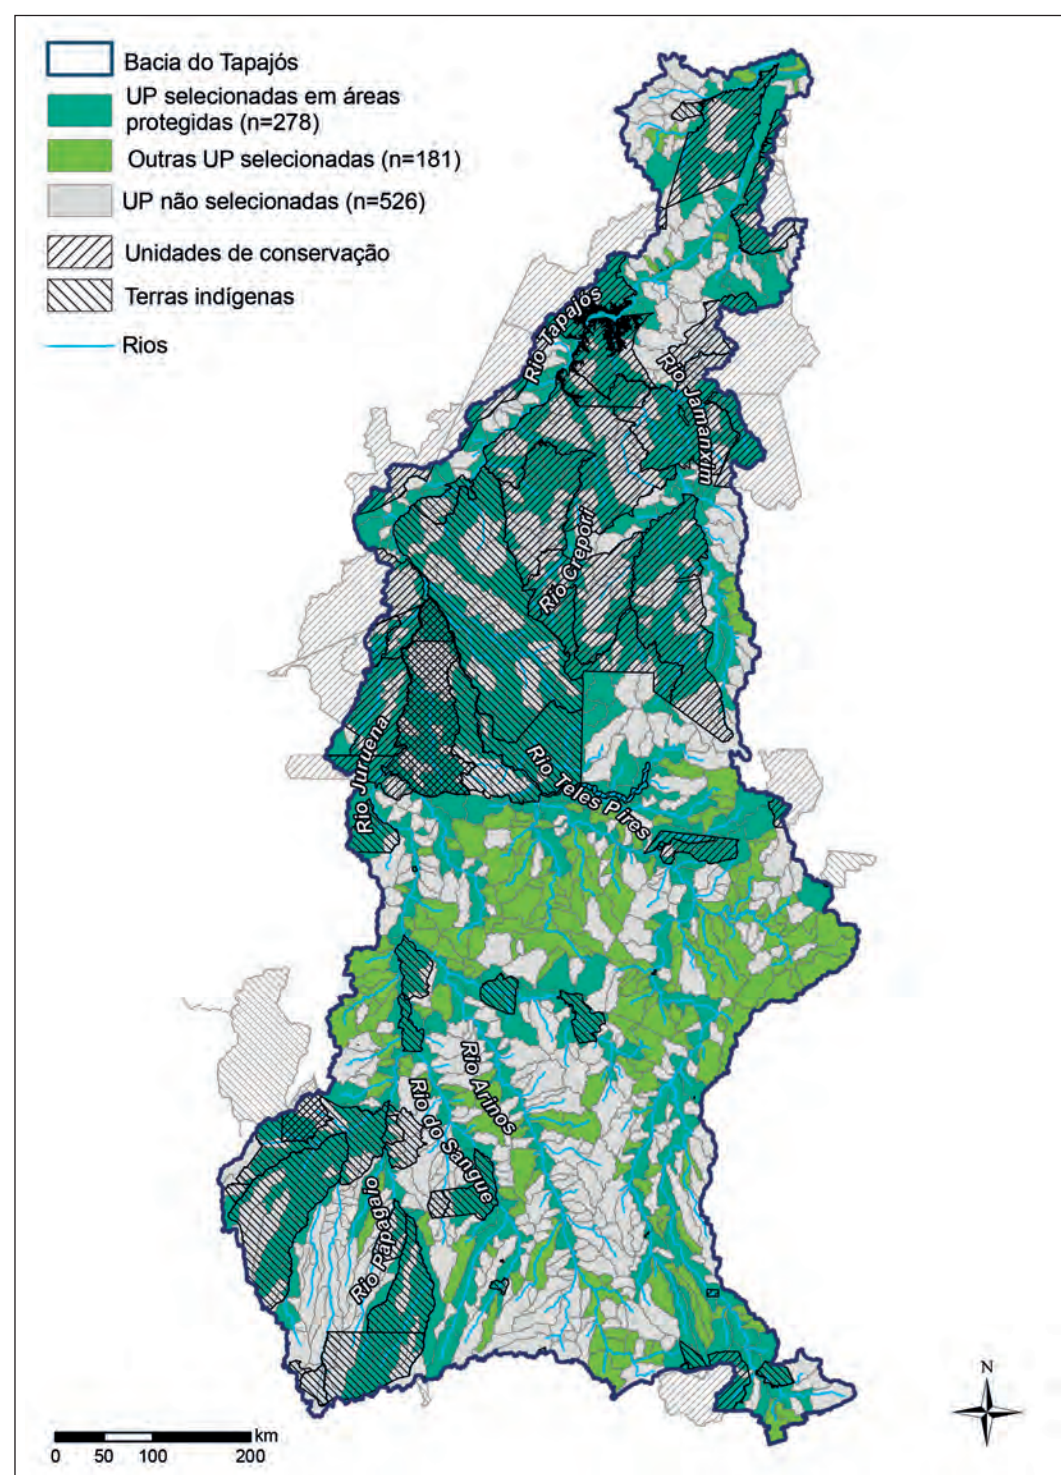 Bacia do Tapajós
UP selecionadas em áreas
protegidas (n=278)
Outras UP selecionadas (n=181)
UP não selecionadas (n=526)
Unidades de conservação
Terras indígenas
Rios
Rio Tapajós
Rio Jamanxim
Rio Crepori
Rio Juruena
Rio Teles Pires
Rio Arinos
Rio do Sangue
Rio Papagaio
N
km
0 50 100 200